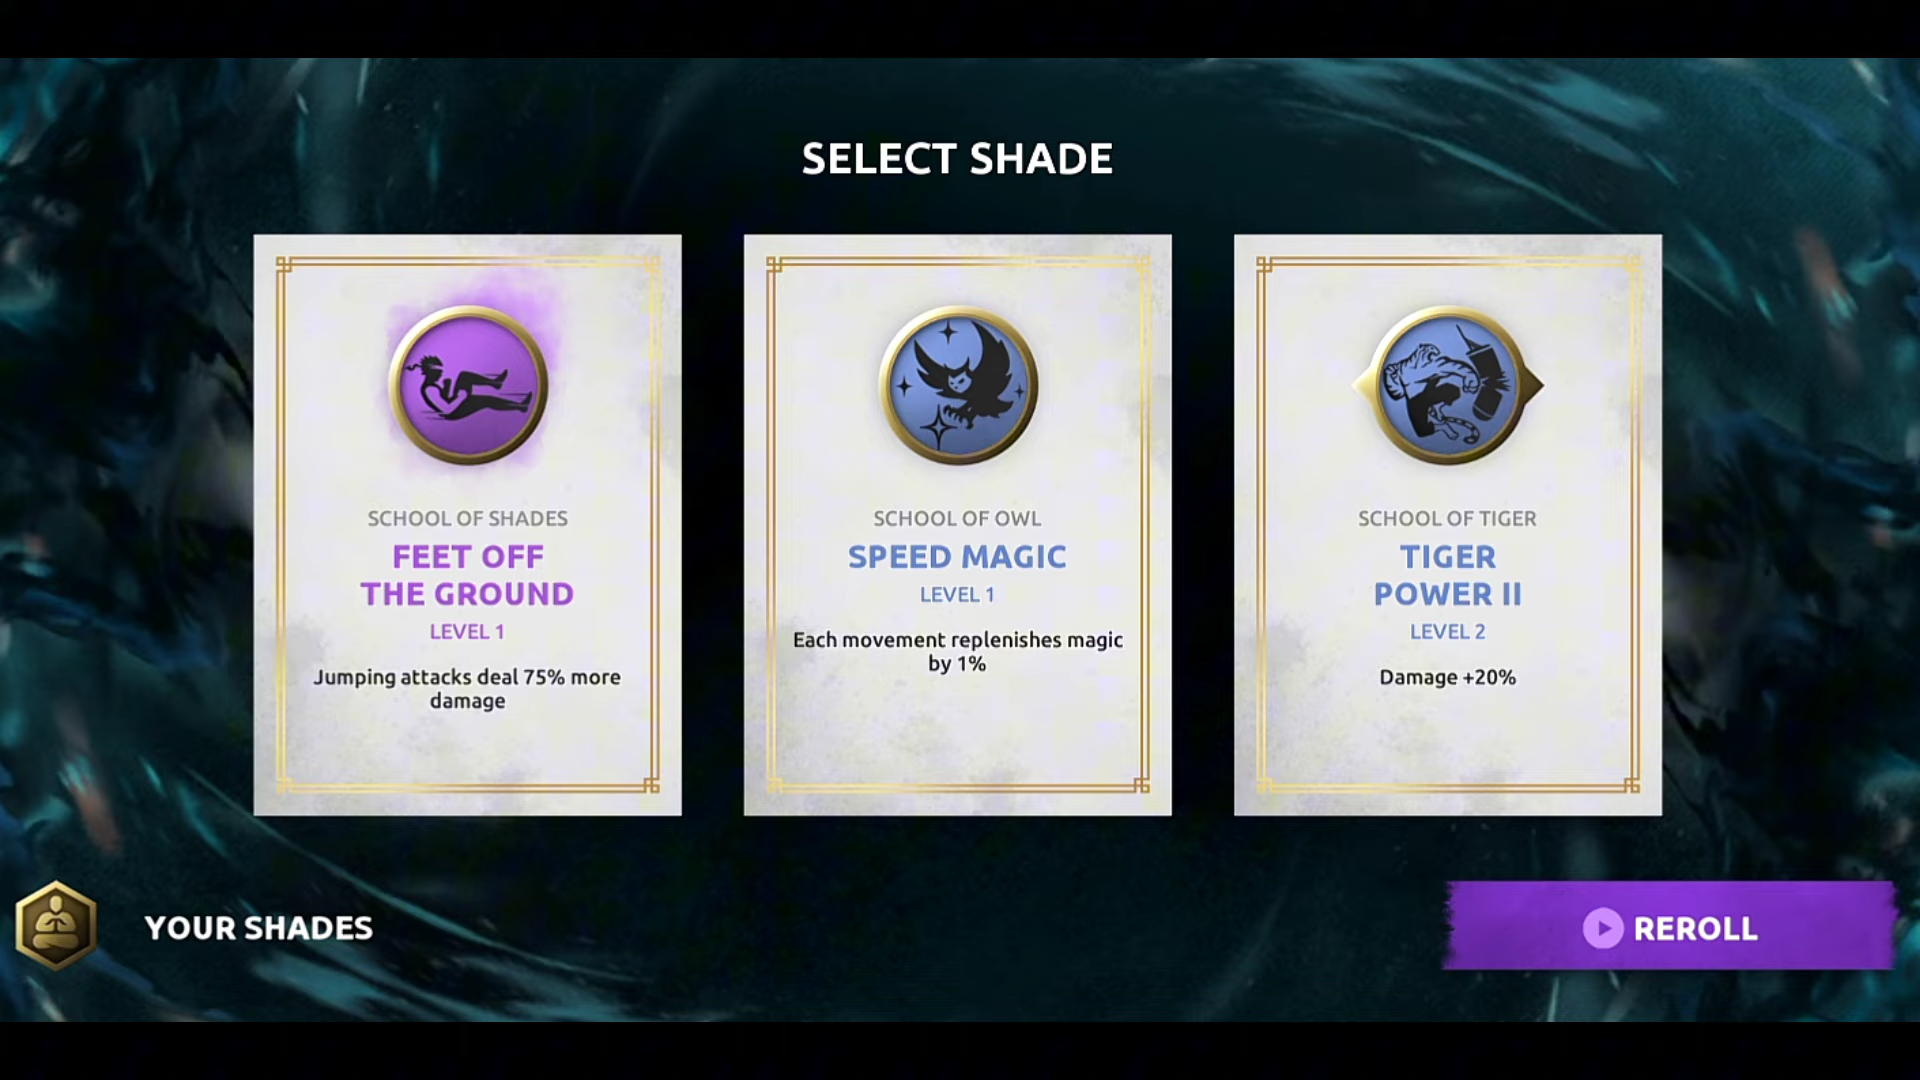 SELECT SHADE
SCHOOL OF SHADES
FEET OFF
THE GROUND
LEVEL 1
Jumping attacks deal 75% more
damage
SCHOOL OF OWL
SPEED MAGIC
LEVEL 1
Each movement replenishes magic
by 1%
SCHOOL OF TIGER
TIGER
POWER II
LEVEL 2
Damage +20%
YOUR SHADES
REROLL